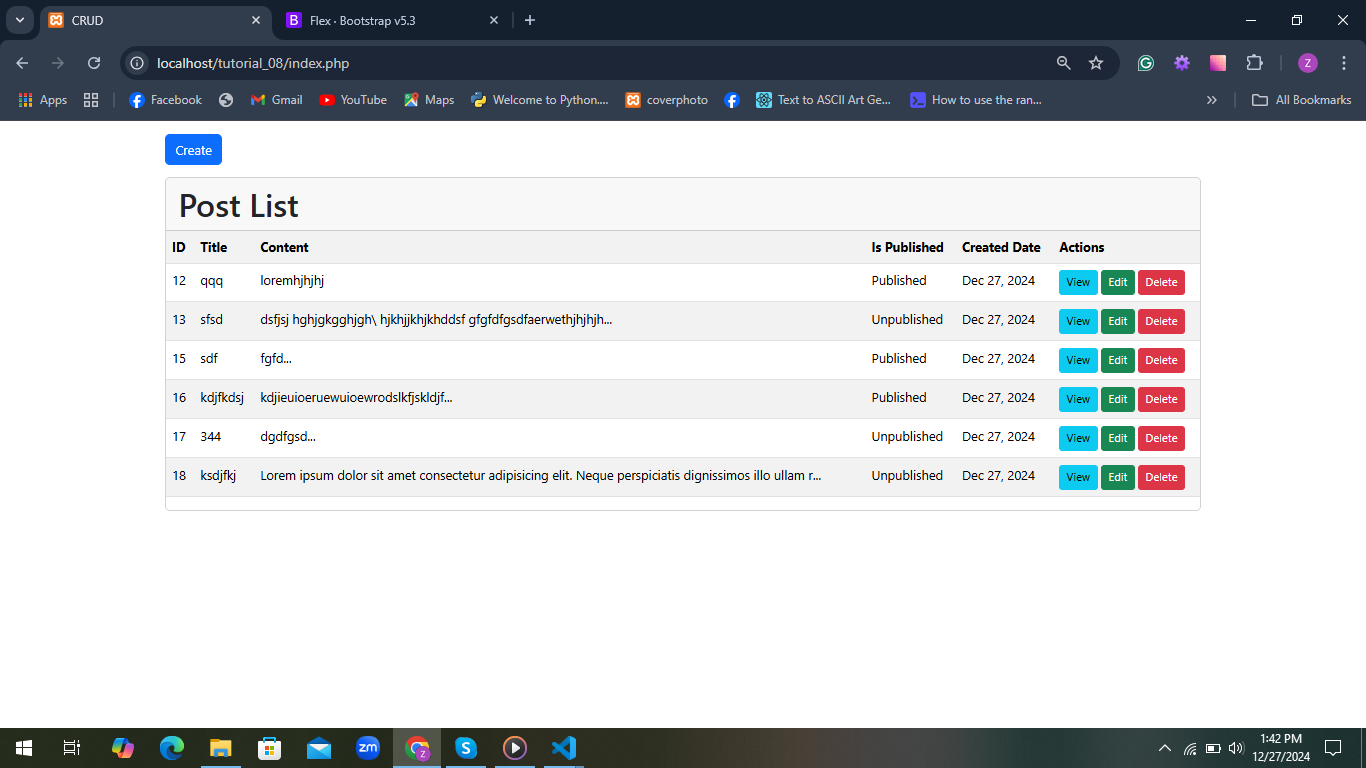 CRUD
Flex · Bootstrap v5.3
localhost/tutorial_08/index.php
Z
Apps Facebook Gmail YouTube Maps Welcome to Python.... coverphoto Text to ASCII Art Ge... How to use the ran... » All Bookmarks
Create
Post List
ID Title Content Is Published Created Date Actions
12 qqq loremhjhjhj Published Dec 27, 2024 View Edit Delete
13 sfsd dsfjsj hghjgkgghjgh\ hjkhjjkhjkhddsf gfgfdfgsdfaerwethjhjhjh... Unpublished Dec 27, 2024 View Edit Delete
15 sdf fgfd... Published Dec 27, 2024 View Edit Delete
16 kdjfkdsj kdjieuioeruewuioewrodslkfjskldjf... Published Dec 27, 2024 View Edit Delete
17 344 dgdfgsd... Unpublished Dec 27, 2024 View Edit Delete
18 ksdjfkj Lorem ipsum dolor sit amet consectetur adipisicing elit. Neque perspiciatis dignissimos illo ullam r... Unpublished Dec 27, 2024 View Edit Delete
zm Z S
1:42 PM
12/27/2024